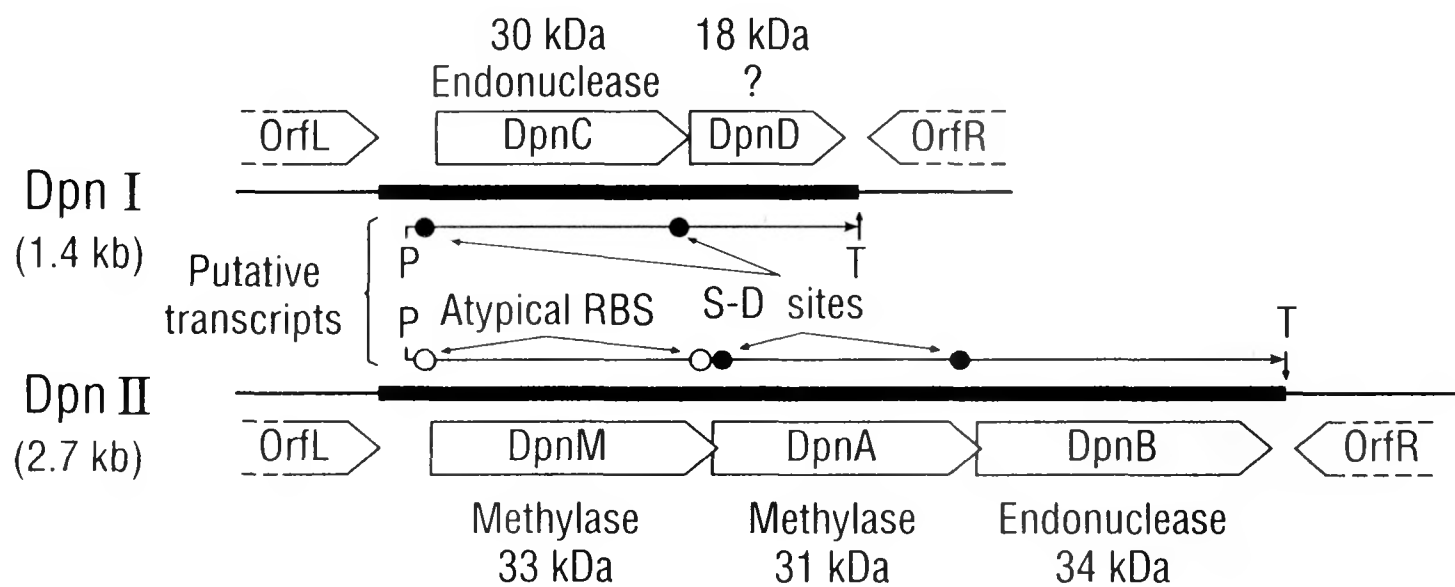 30 kDa 18 kDa
Endonuclease ?
OrfL DpnC DpnD OrfR
Dpn I
(1.4 kb)
P T
Putative
transcripts
P Atypical RBS S-D sites T
Dpn II
(2.7 kb)
OrfL DpnM DpnA DpnB OrfR
Methylase Methylase Endonuclease
33 kDa 31 kDa 34 kDa